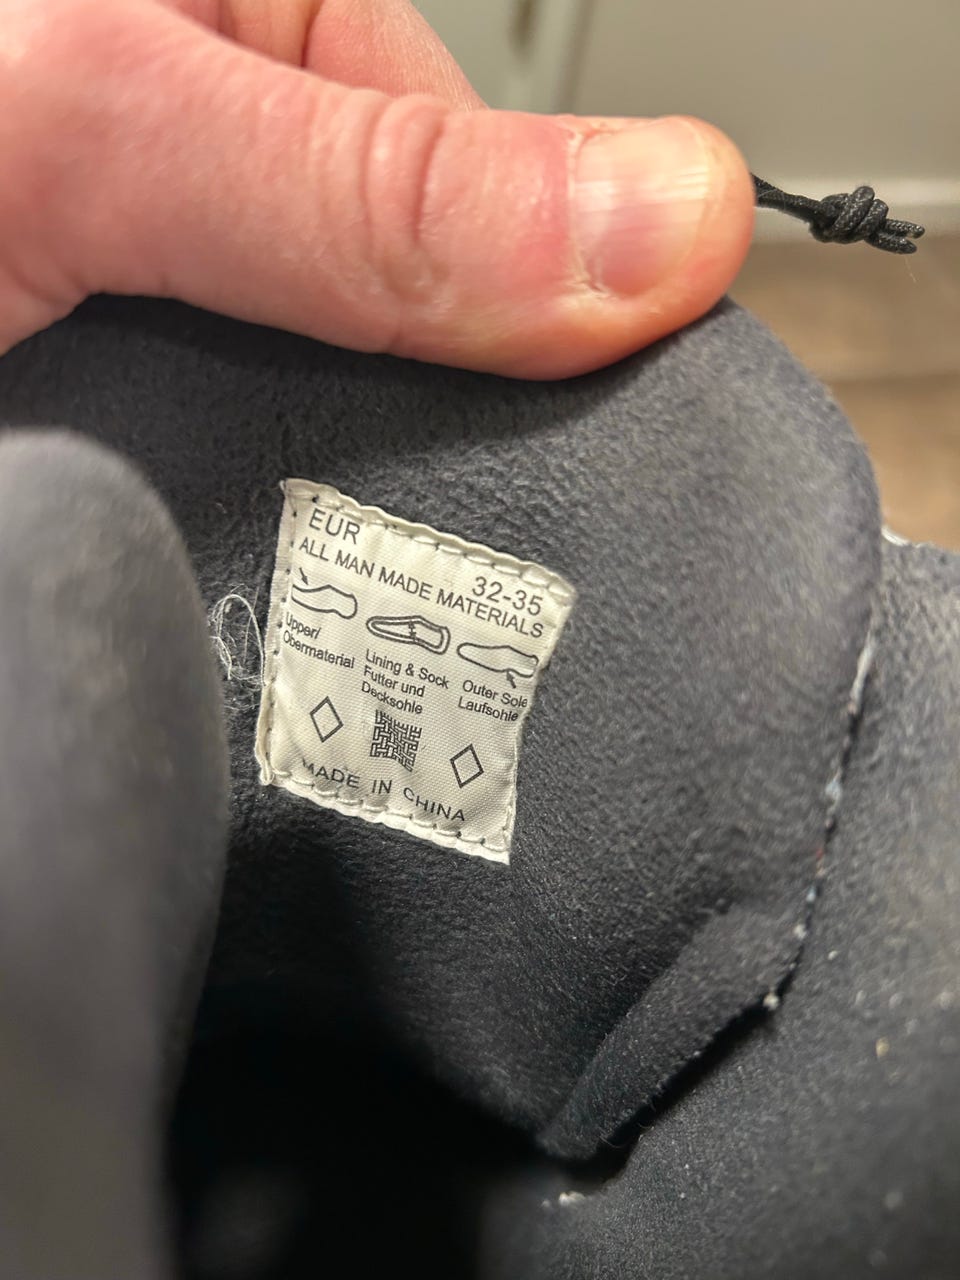 EUR
32-35
ALL MAN MADE MATERIALS
Upper/
Obermaterial
Lining & Sock
Futter und
Decksohle
Outer Sole
Laufsohle
MADE IN CHINA